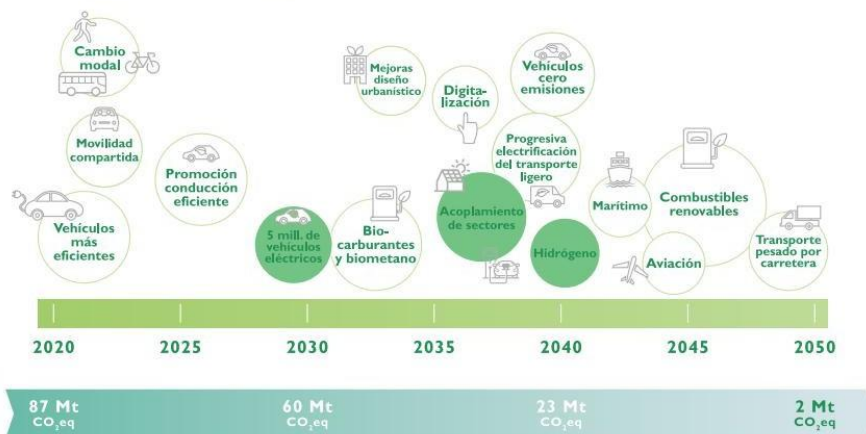 Cambio
modal
Movilidad
compartida
Vehículos
más
eficientes
Promoción
conducción
eficiente
5 mill. de
vehículos
eléctricos
Bio-
carburantes
y biometano
Mejoras
diseño
urbanístico
Digita-
lización
Vehículos
cero
emisiones
Progresiva
electrificación
del transporte
ligero
Acoplamiento
de sectores
Hidrógeno
Marítimo
Combustibles
renovables
Aviación
Transporte
pesado por
carretera
2020 2025 2030 2035 2040 2045 2050
87 Mt 60 Mt 23 Mt 2 Mt
CO₂eq CO₂eq CO₂eq CO₂eq